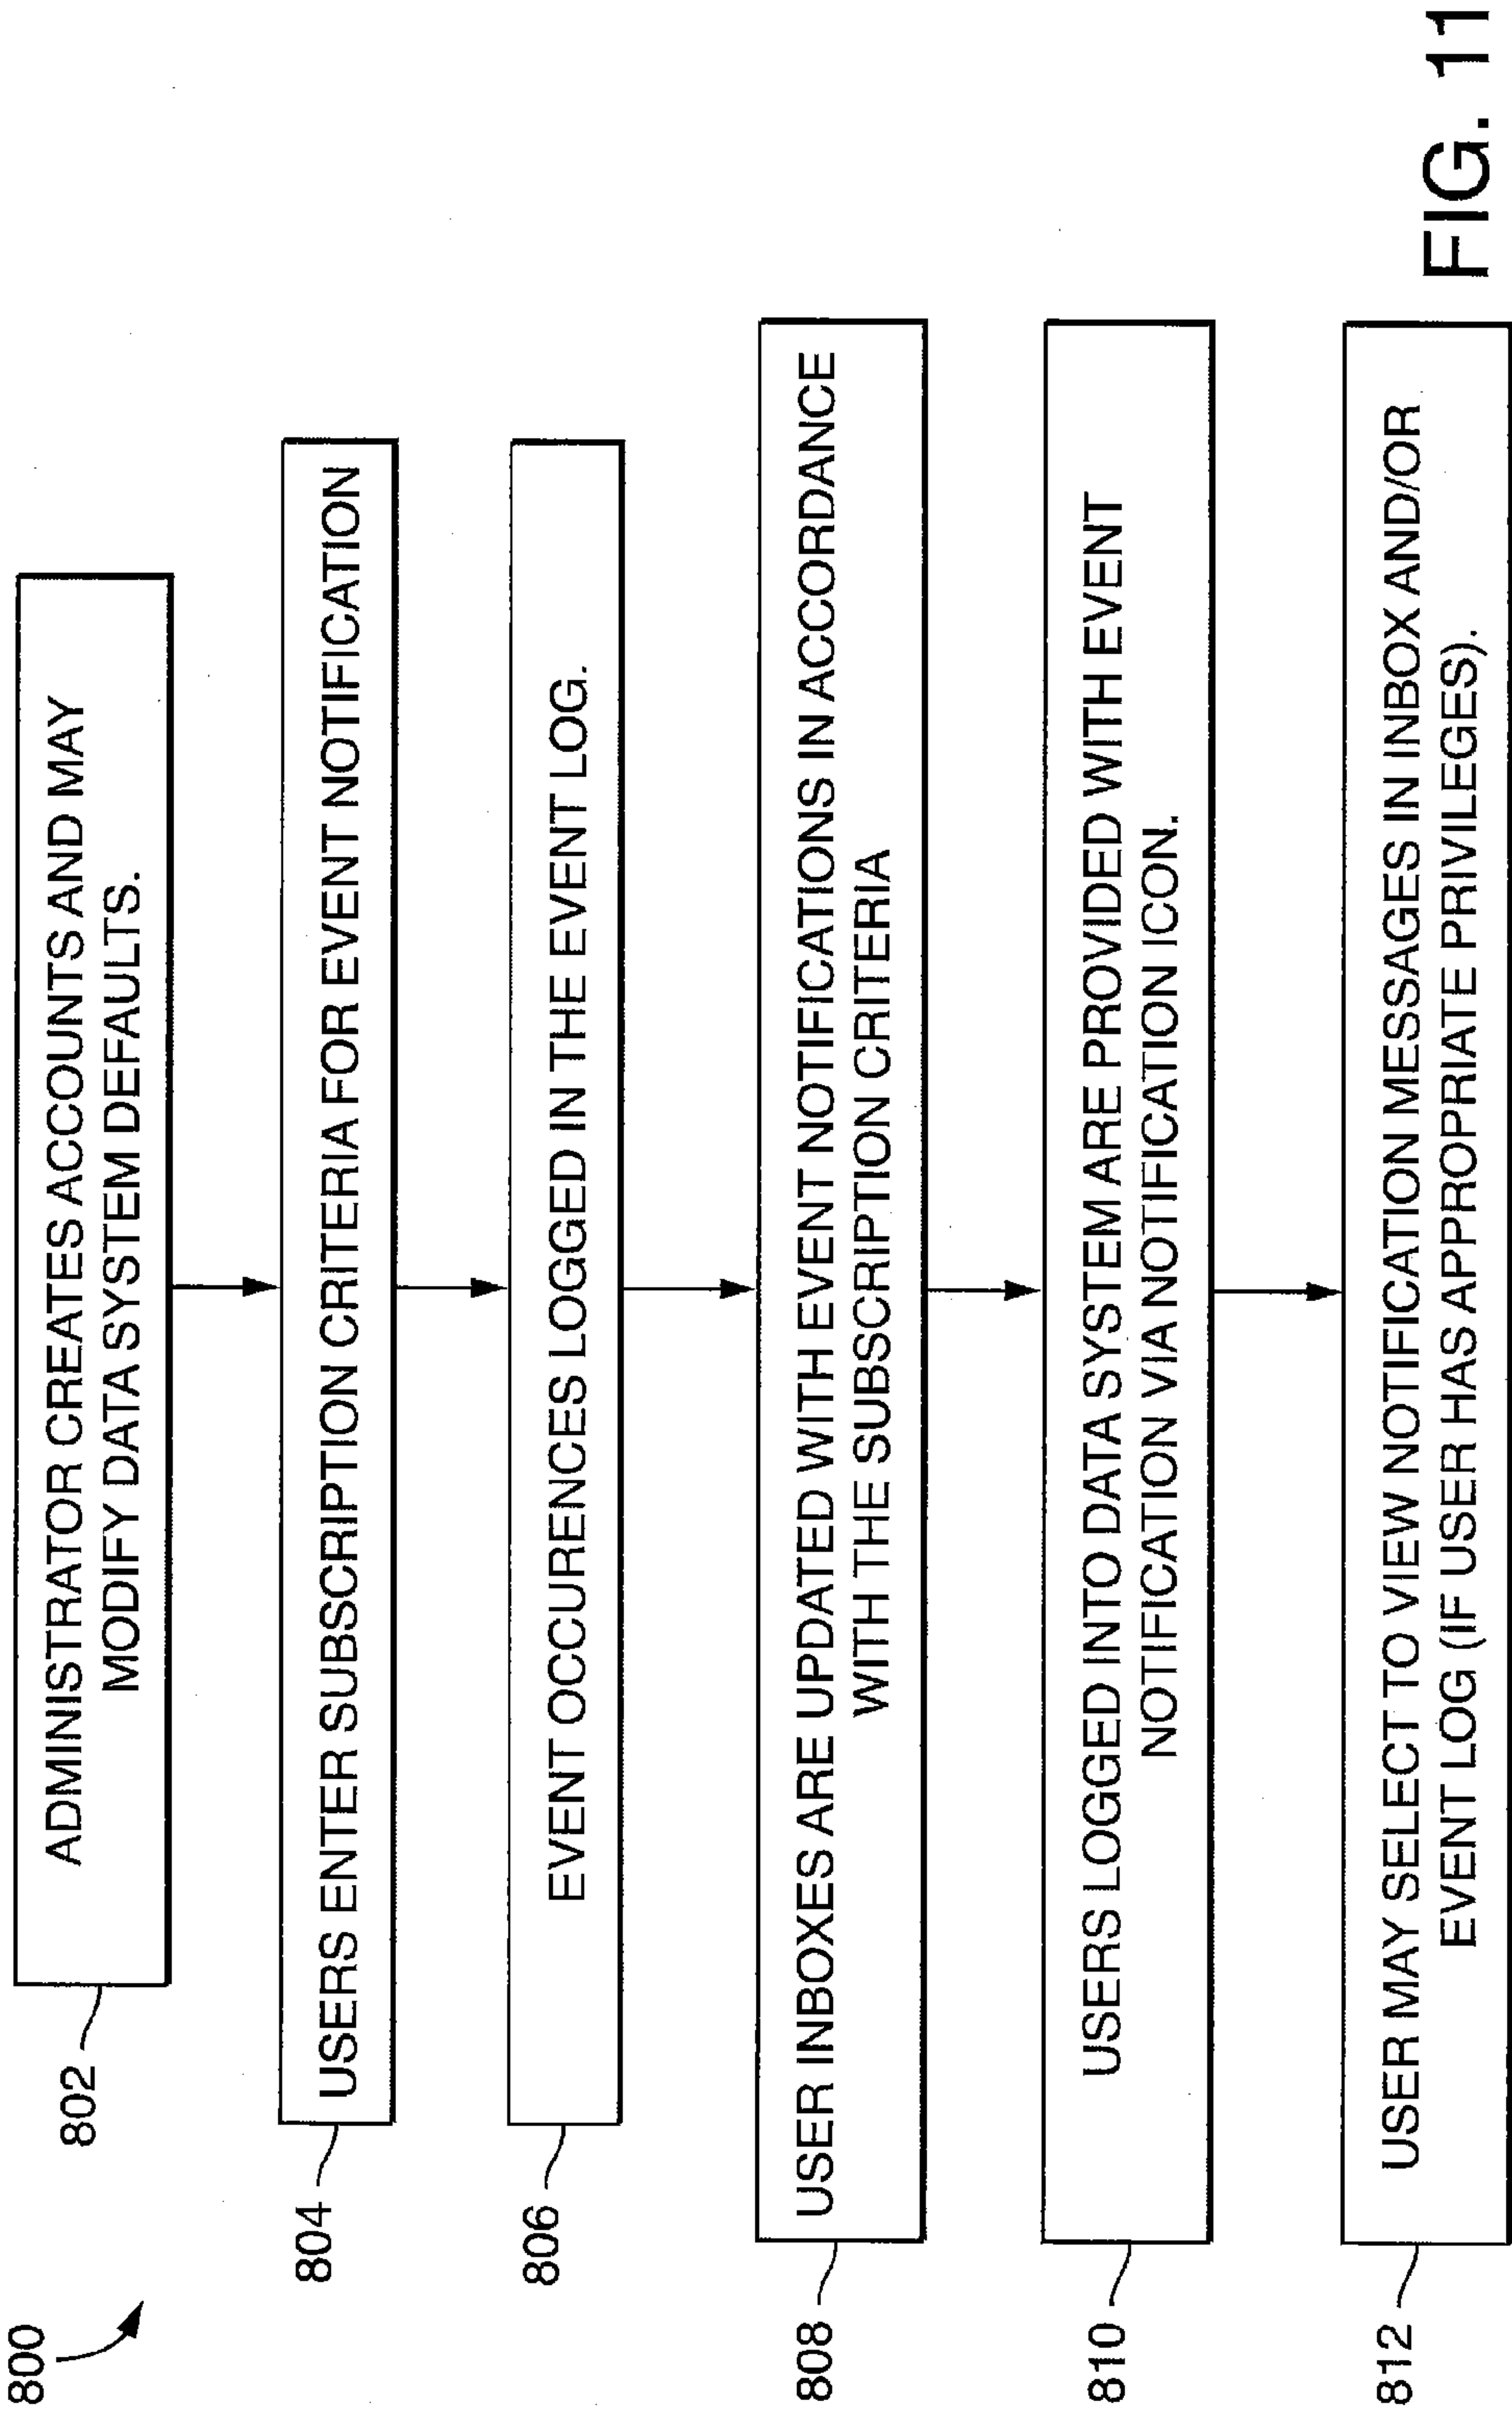 800
802
ADMINISTRATOR CREATES ACCOUNTS AND MAY
MODIFY DATA SYSTEM DEFAULTS.
804
USERS ENTER SUBSCRIPTION CRITERIA FOR EVENT NOTIFICATION
806
EVENT OCCURENCES LOGGED IN THE EVENT LOG.
808
USER INBOXES ARE UPDATED WITH EVENT NOTIFICATIONS IN ACCORDANCE
WITH THE SUBSCRIPTION CRITERIA
810
USERS LOGGED INTO DATA SYSTEM ARE PROVIDED WITH EVENT
NOTIFICATION VIA NOTIFICATION ICON.
812
USER MAY SELECT TO VIEW NOTIFICATION MESSAGES IN INBOX AND/OR
EVENT LOG (IF USER HAS APPROPRIATE PRIVILEGES).
FIG. 11